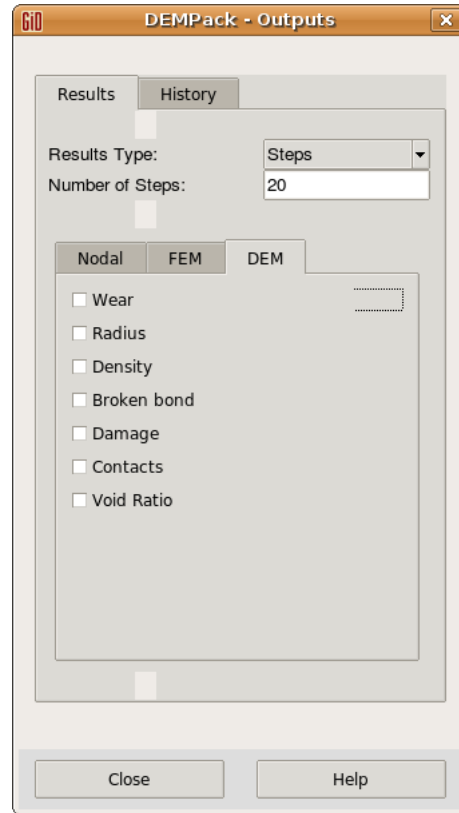 GiD DEMPack - Outputs
Results History
Results Type: Steps
Number of Steps: 20
Nodal FEM DEM
Wear
Radius
Density
Broken bond
Damage
Contacts
Void Ratio
Close Help